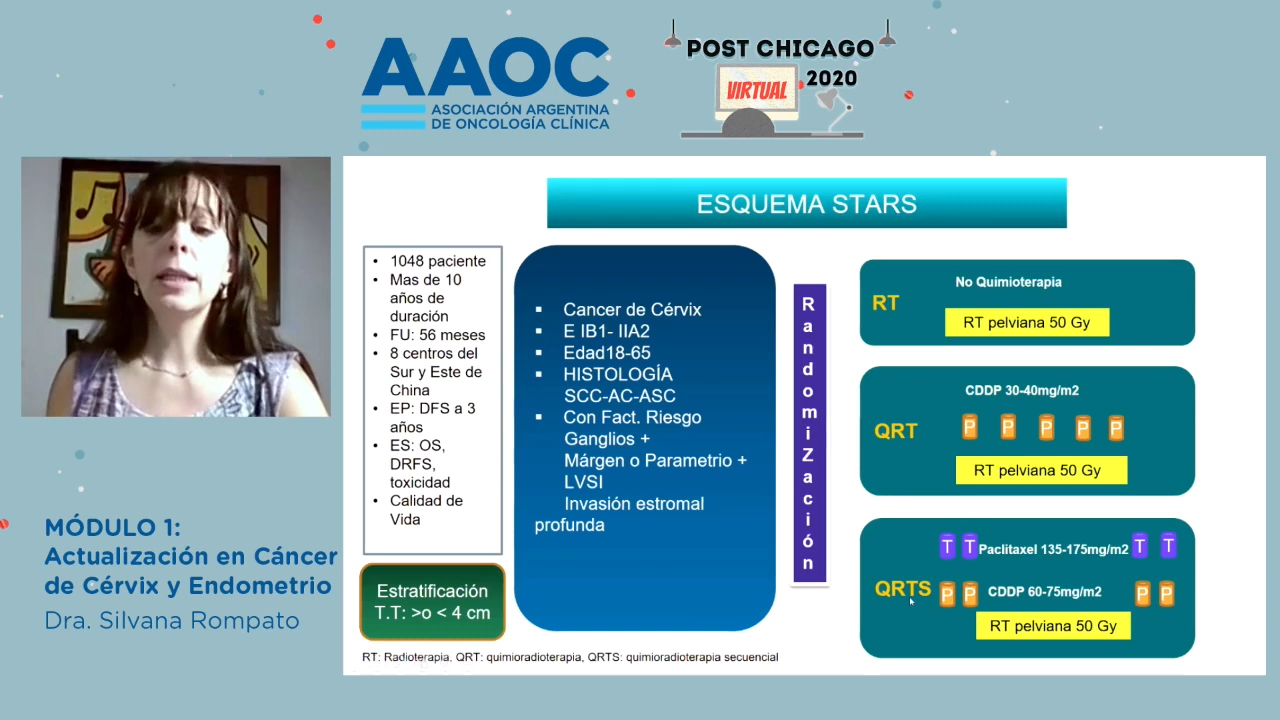 AAOC
ASOCIACIÓN ARGENTINA
DE ONCOLOGÍA CLÍNICA
POST CHICAGO
2020
VIRTUAL
MÓDULO 1:
Actualización en Cáncer
de Cérvix y Endometrio
Dra. Silvana Rompato
ESQUEMA STARS
• 1048 paciente
• Mas de 10
años de
duración
• FU: 56 meses
• 8 centros del
Sur y Este de
China
• EP: DFS a 3
años
• ES: OS,
DRFS,
toxicidad
• Calidad de
Vida
Estratificación
T.T: >o < 4 cm
▪ Cancer de Cérvix
▪ E IB1- IIA2
▪ Edad18-65
▪ HISTOLOGÍA
SCC-AC-ASC
▪ Con Fact. Riesgo
Ganglios +
Márgen o Parametrio +
LVSI
Invasión estromal
profunda
R
a
n
d
o
m
i
Z
a
c
i
ó
n
No Quimioterapia
RT
RT pelviana 50 Gy
CDDP 30-40mg/m2
QRT
P P P P P
RT pelviana 50 Gy
T T Paclitaxel 135-175mg/m2 T T
QRTS
P P CDDP 60-75mg/m2 P P
RT pelviana 50 Gy
RT: Radioterapia, QRT: quimioradioterapia, QRTS: quimioradioterapia secuencial